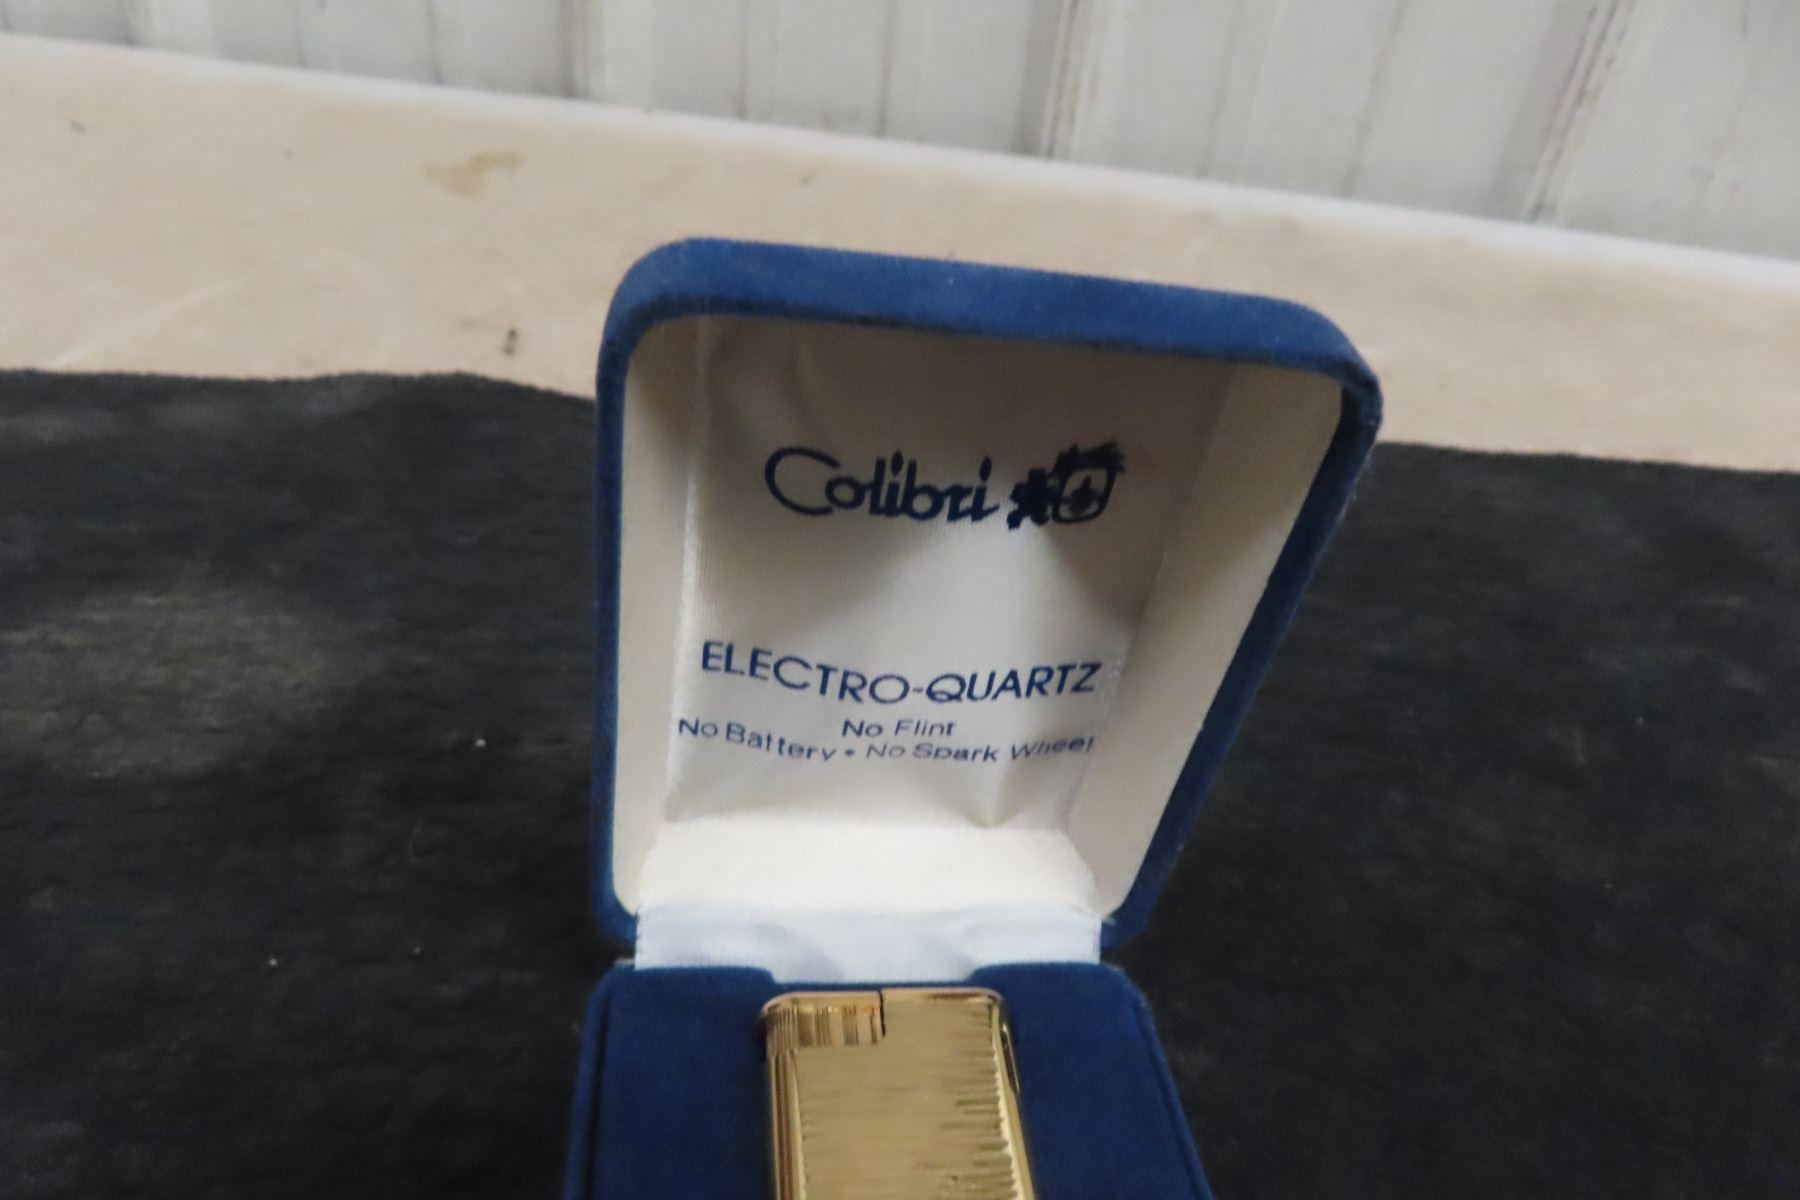 Colibri
ELECTRO-QUARTZ
No Flint
No Battery • No Spark Wheel